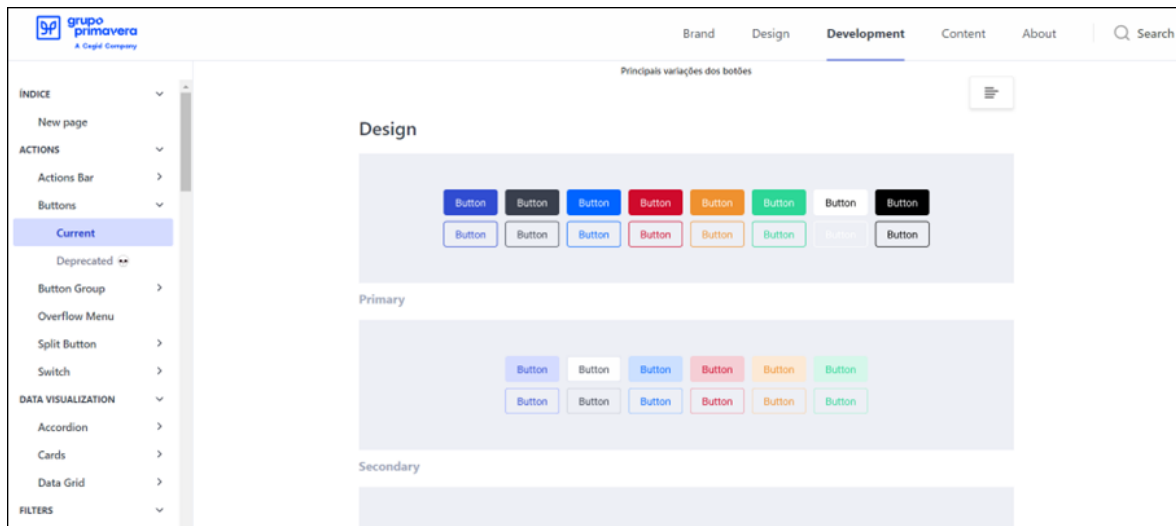 grupo
primavera
A Cegid Company
Brand Design Development Content About Search
ÍNDICE
New page
ACTIONS
Actions Bar
Buttons
Current
Deprecated
Button Group
Overflow Menu
Split Button
Switch
DATA VISUALIZATION
Accordion
Cards
Data Grid
FILTERS
Principais variações dos botões
Design
Button Button Button Button Button Button Button Button
Button Button Button Button Button Button Button Button
Primary
Button Button Button Button Button Button
Button Button Button Button Button Button
Secondary